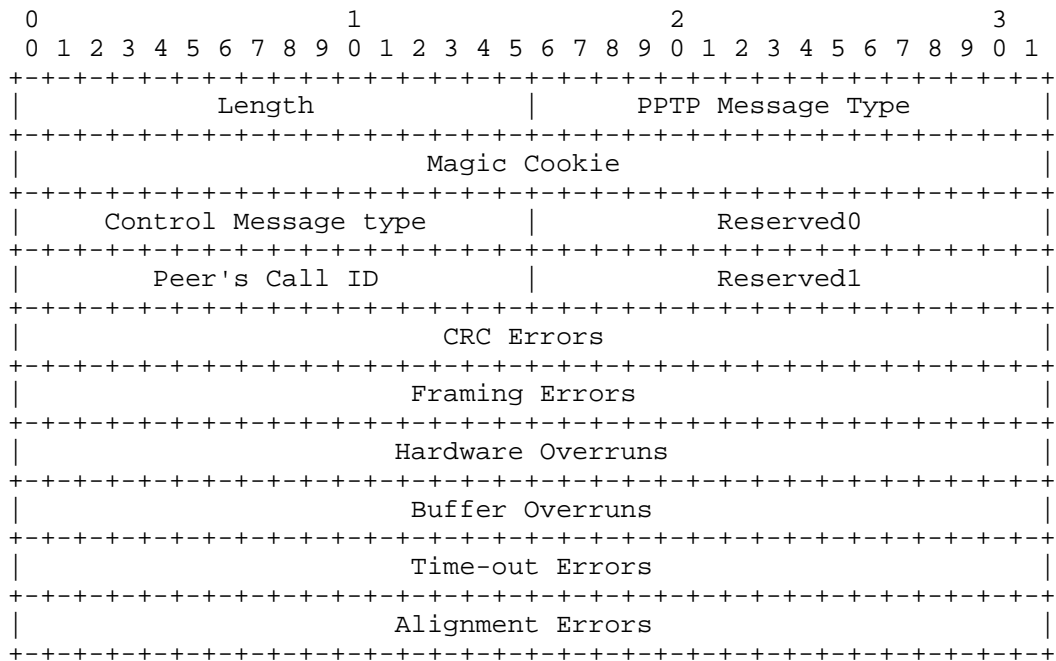 0                   1                   2                   3
 0 1 2 3 4 5 6 7 8 9 0 1 2 3 4 5 6 7 8 9 0 1 2 3 4 5 6 7 8 9 0 1
+-+-+-+-+-+-+-+-+-+-+-+-+-+-+-+-+-+-+-+-+-+-+-+-+-+-+-+-+-+-+-+-+
|            Length             |      PPTP Message Type        |
+-+-+-+-+-+-+-+-+-+-+-+-+-+-+-+-+-+-+-+-+-+-+-+-+-+-+-+-+-+-+-+-+
|                         Magic Cookie                          |
+-+-+-+-+-+-+-+-+-+-+-+-+-+-+-+-+-+-+-+-+-+-+-+-+-+-+-+-+-+-+-+-+
|     Control Message type      |           Reserved0           |
+-+-+-+-+-+-+-+-+-+-+-+-+-+-+-+-+-+-+-+-+-+-+-+-+-+-+-+-+-+-+-+-+
|        Peer's Call ID         |           Reserved1           |
+-+-+-+-+-+-+-+-+-+-+-+-+-+-+-+-+-+-+-+-+-+-+-+-+-+-+-+-+-+-+-+-+
|                          CRC Errors                           |
+-+-+-+-+-+-+-+-+-+-+-+-+-+-+-+-+-+-+-+-+-+-+-+-+-+-+-+-+-+-+-+-+
|                        Framing Errors                         |
+-+-+-+-+-+-+-+-+-+-+-+-+-+-+-+-+-+-+-+-+-+-+-+-+-+-+-+-+-+-+-+-+
|                       Hardware Overruns                       |
+-+-+-+-+-+-+-+-+-+-+-+-+-+-+-+-+-+-+-+-+-+-+-+-+-+-+-+-+-+-+-+-+
|                        Buffer Overruns                        |
+-+-+-+-+-+-+-+-+-+-+-+-+-+-+-+-+-+-+-+-+-+-+-+-+-+-+-+-+-+-+-+-+
|                        Time-out Errors                        |
+-+-+-+-+-+-+-+-+-+-+-+-+-+-+-+-+-+-+-+-+-+-+-+-+-+-+-+-+-+-+-+-+
|                       Alignment Errors                        |
+-+-+-+-+-+-+-+-+-+-+-+-+-+-+-+-+-+-+-+-+-+-+-+-+-+-+-+-+-+-+-+-+